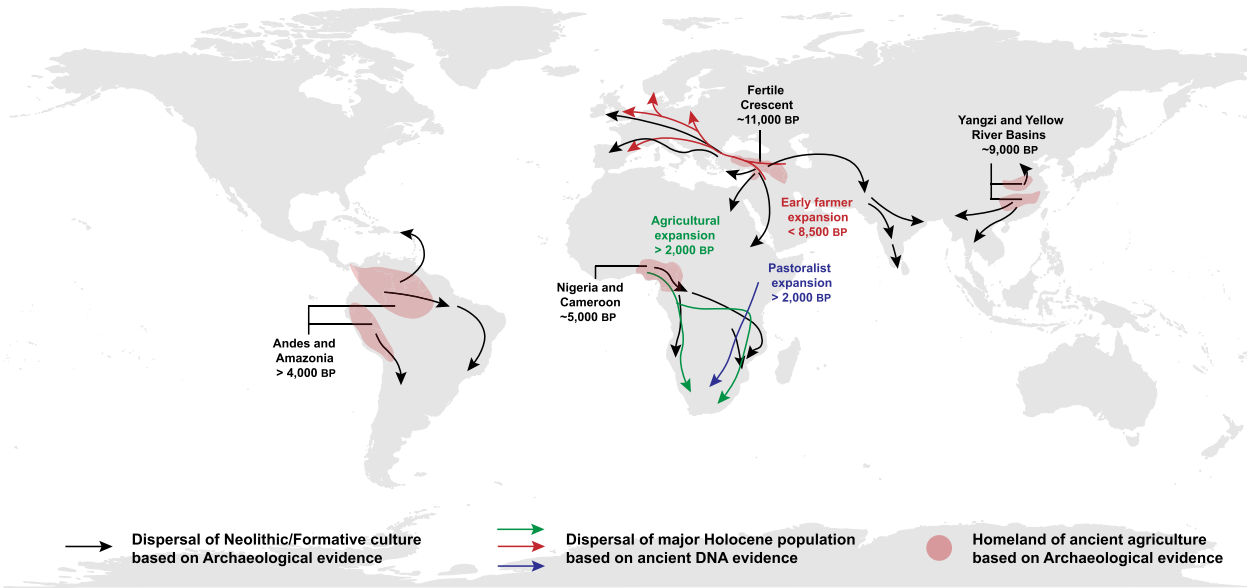 Fertile
Crescent
~11,000 BP
Yangzi and Yellow
River Basins
~9,000 BP
Early farmer
expansion
< 8,500 BP
Agricultural
expansion
> 2,000 BP
Pastoralist
expansion
> 2,000 BP
Nigeria and
Cameroon
~5,000 BP
Andes and
Amazonia
> 4,000 BP
Dispersal of Neolithic/Formative culture
based on Archaeological evidence
Dispersal of major Holocene population
based on ancient DNA evidence
Homeland of ancient agriculture
based on Archaeological evidence